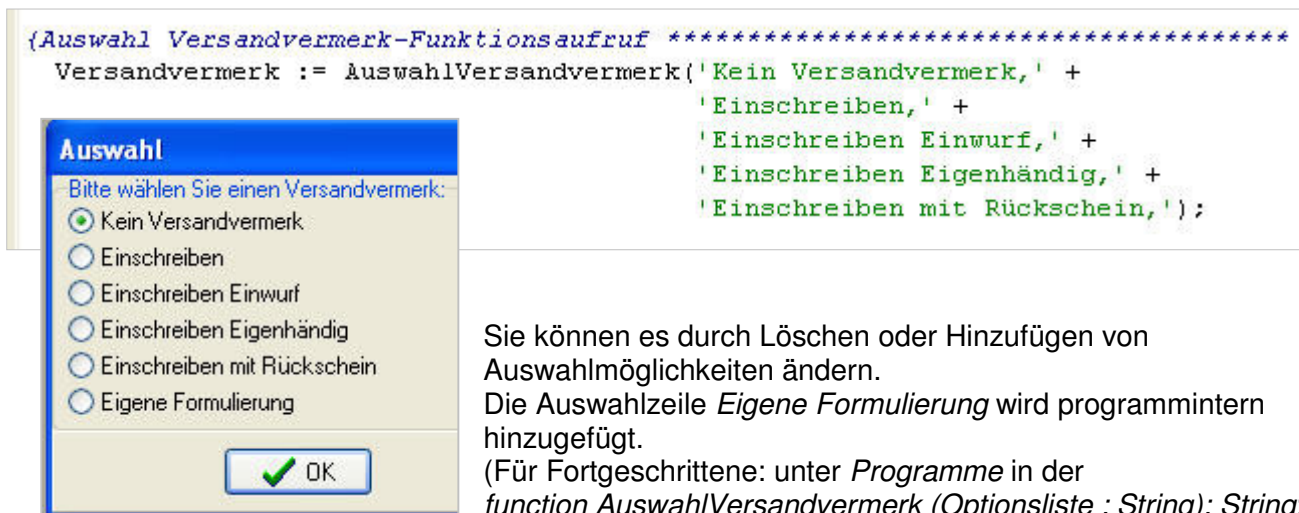 {Auswahl Versandvermerk-Funktionsaufruf ***************************************
Versandvermerk := AuswahlVersandvermerk('Kein Versandvermerk,' +
'Einschreiben,' +
'Einschreiben Einwurf,' +
'Einschreiben Eigenhändig,' +
'Einschreiben mit Rückschein,');
Auswahl
Bitte wählen Sie einen Versandvermerk:
Kein Versandvermerk
Einschreiben
Einschreiben Einwurf
Einschreiben Eigenhändig
Einschreiben mit Rückschein
Eigene Formulierung
OK
Sie können es durch Löschen oder Hinzufügen von
Auswahlmöglichkeiten ändern.
Die Auswahlzeile Eigene Formulierung wird programmintern
hinzugefügt.
(Für Fortgeschrittene: unter Programme in der
function AuswahlVersandvermerk (Optionsliste : String): String